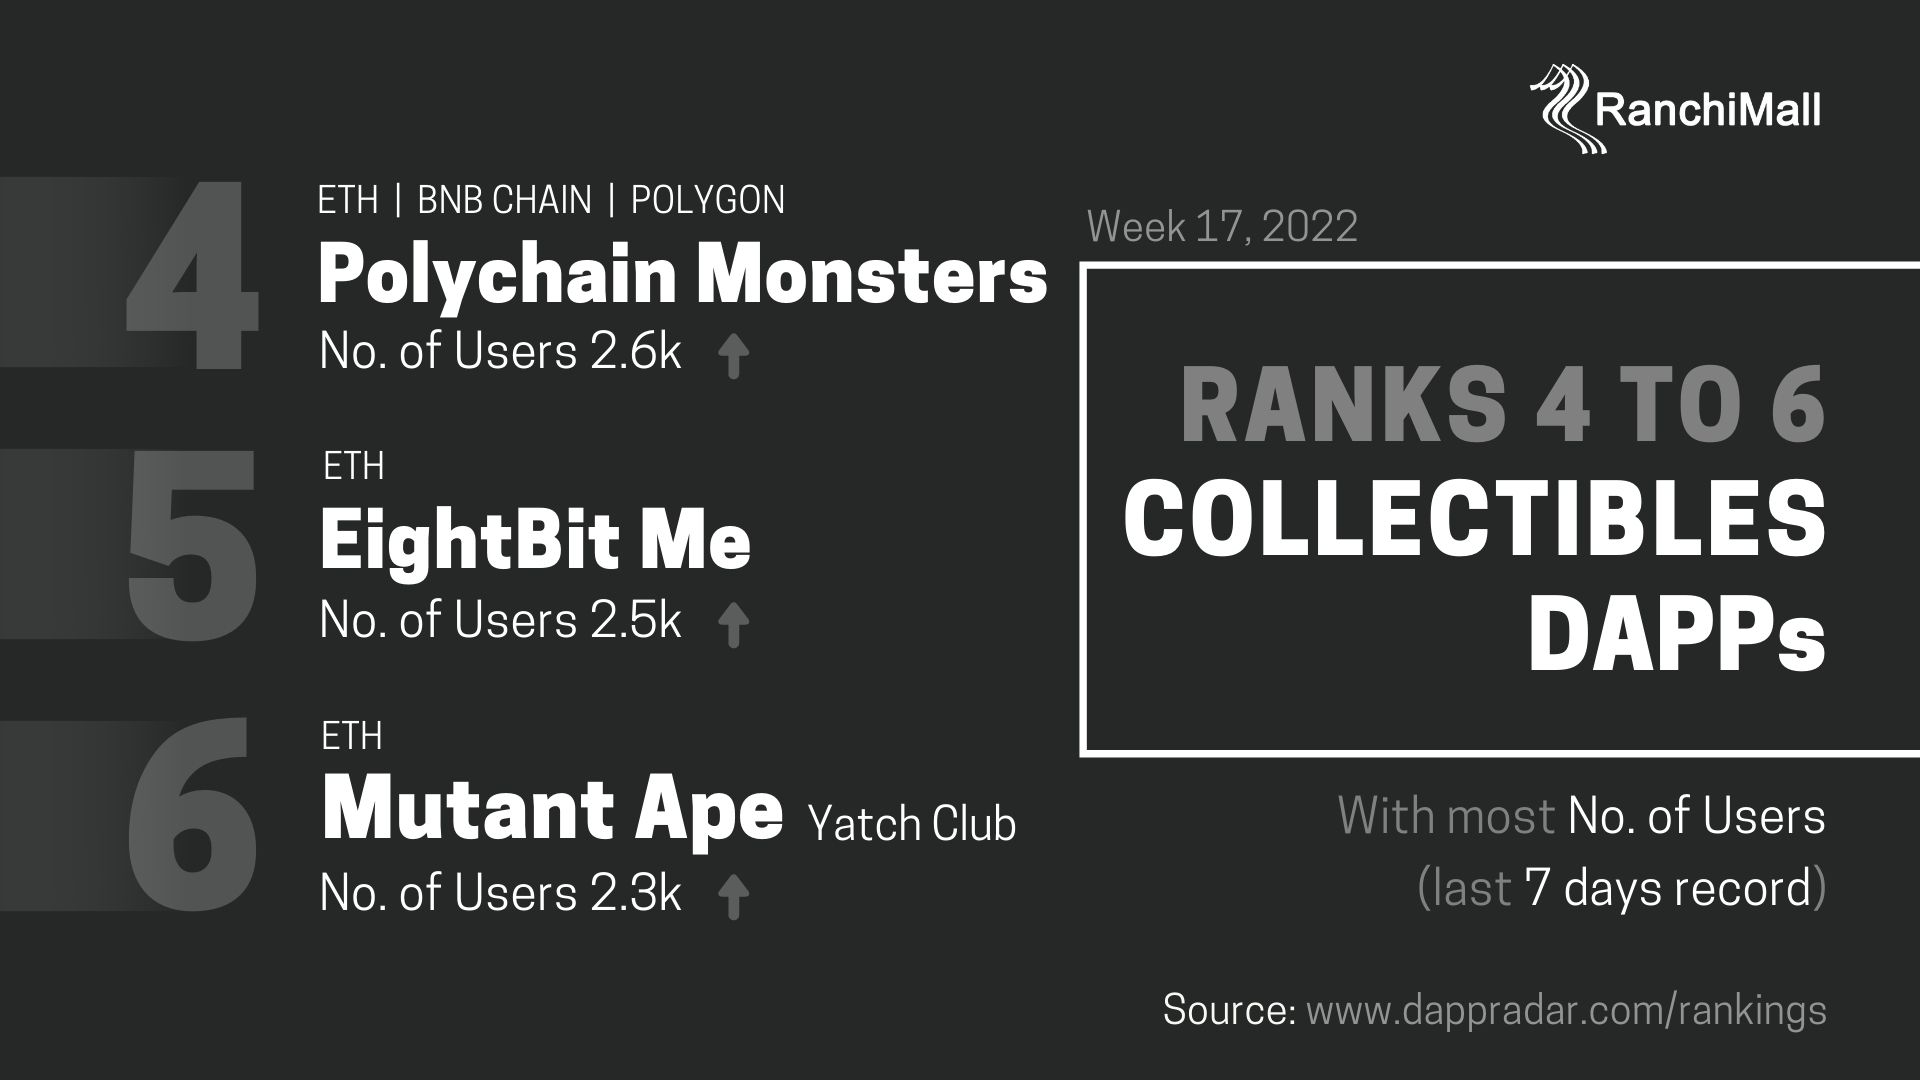 RanchiMall
4
ETH | BNB CHAIN | POLYGON
Polychain Monsters
No. of Users 2.6k
5
ETH
EightBit Me
No. of Users 2.5k
6
ETH
Mutant Ape Yatch Club
No. of Users 2.3k
Week 17, 2022
RANKS 4 TO 6
COLLECTIBLES
DAPPs
With most No. of Users
(last 7 days record)
Source: www.dappradar.com/rankings